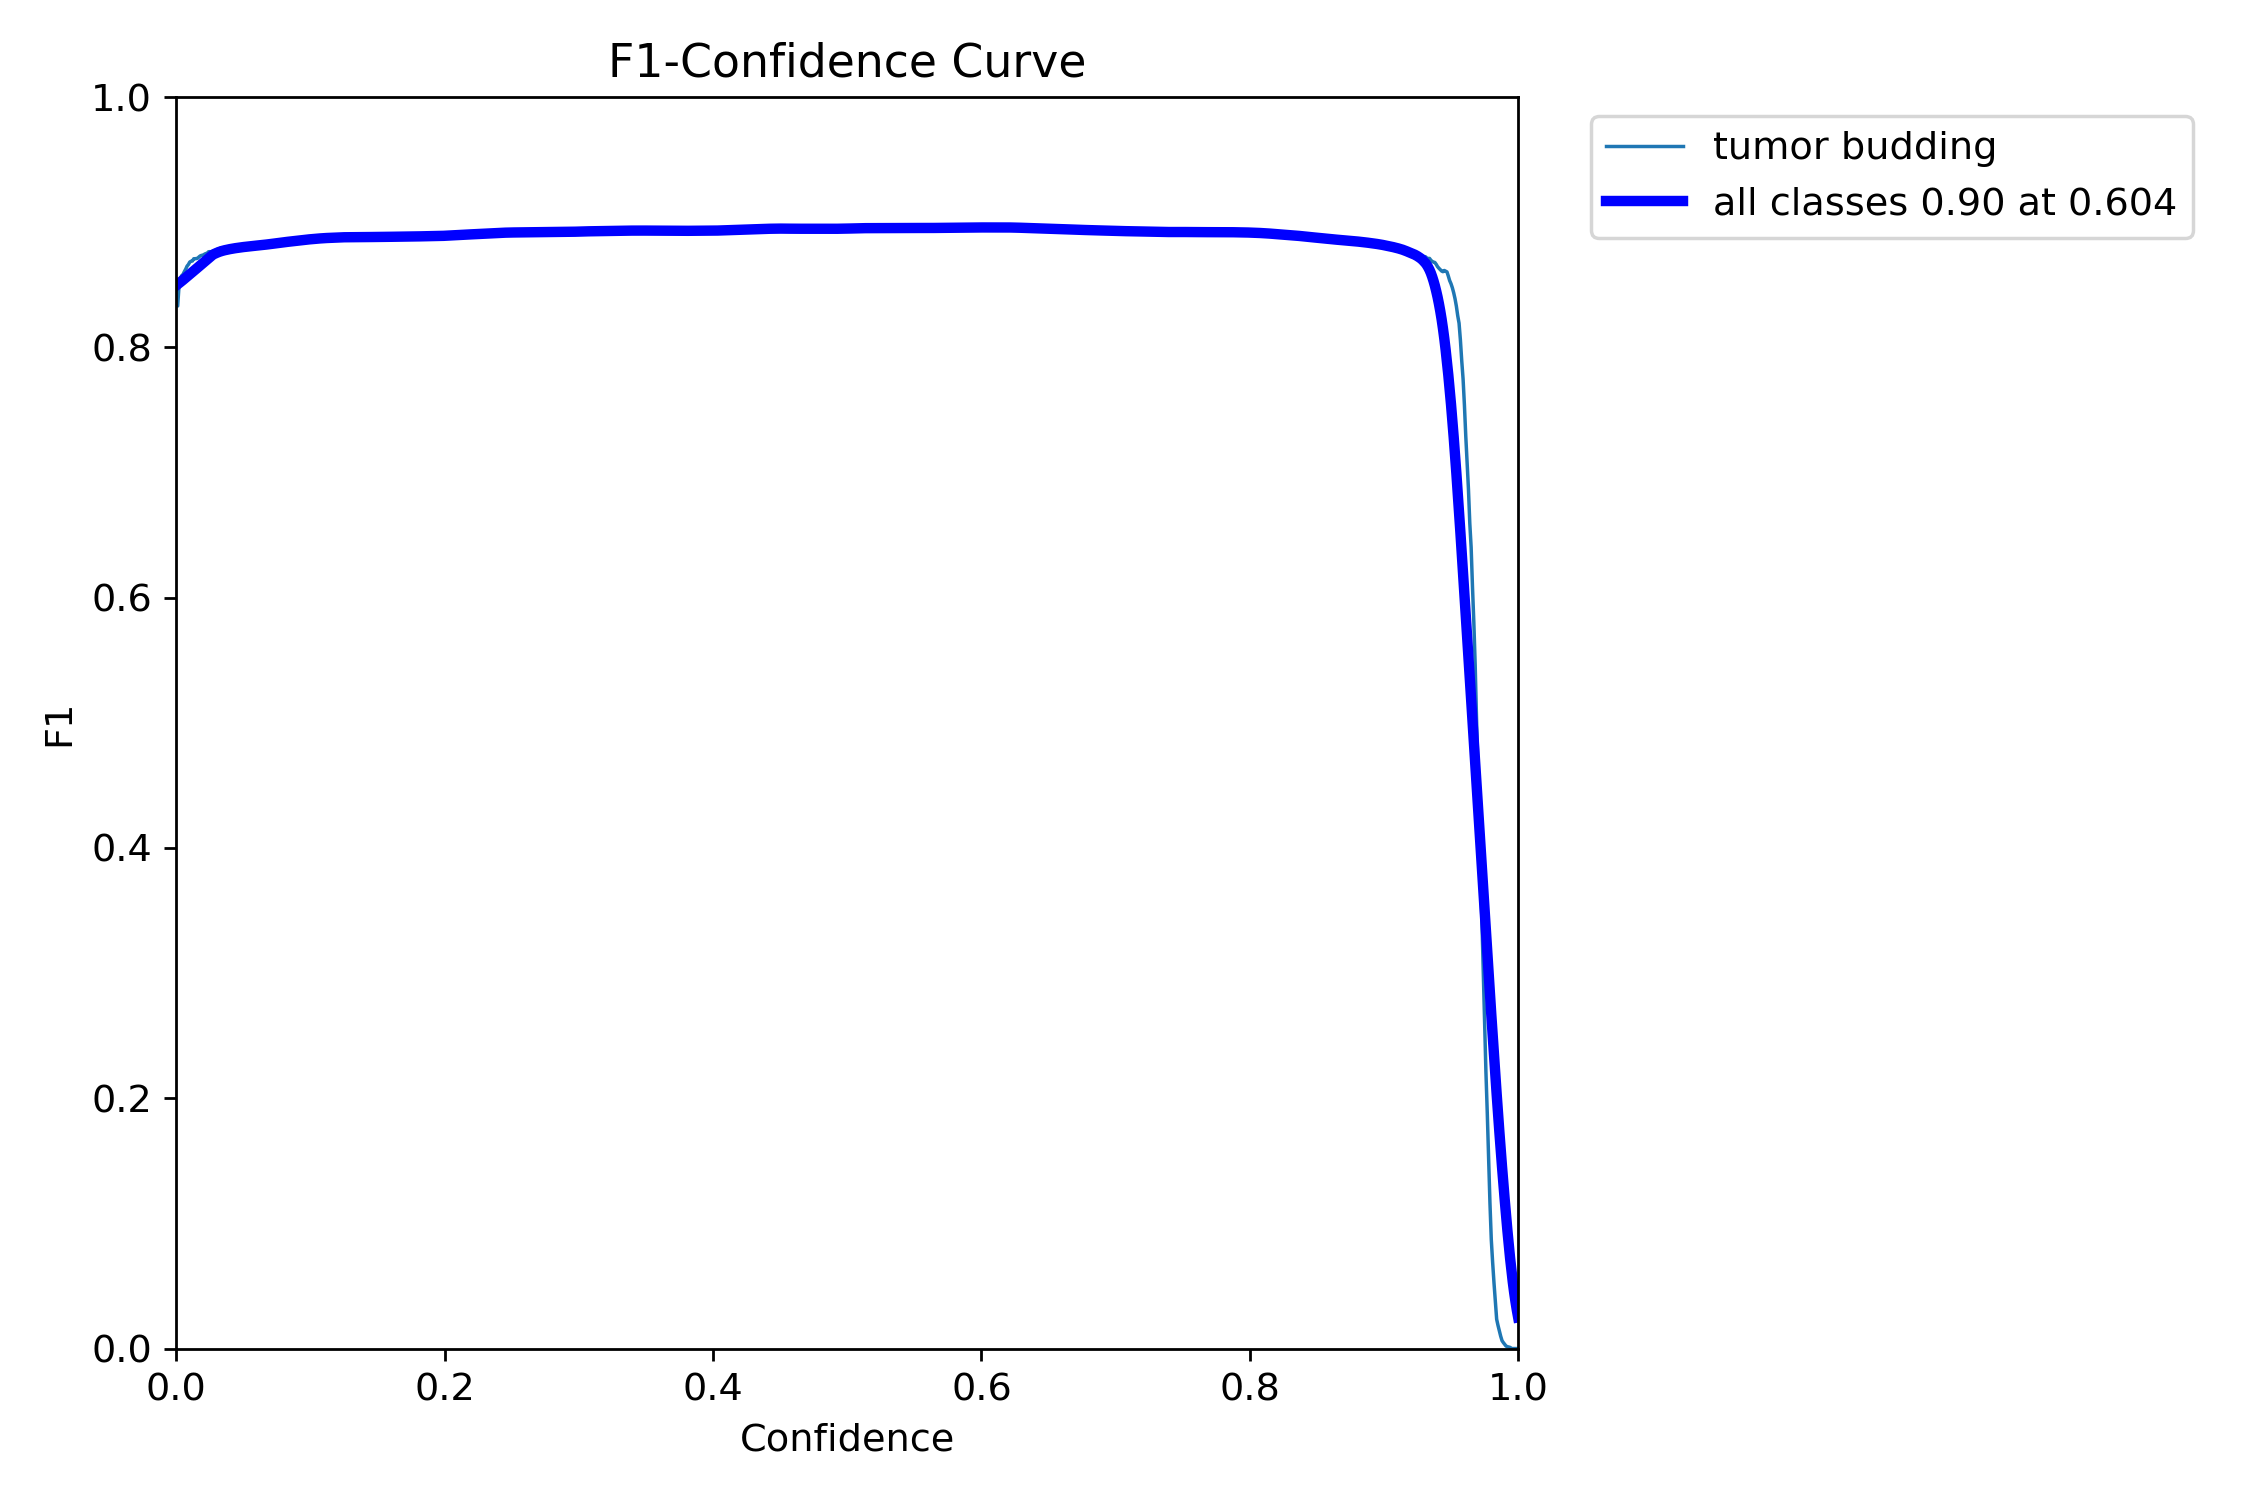 F1-Confidence Curve
1.0
0.8
0.6
0.4
0.2
0.0
F1
0.0 0.2 0.4 0.6 0.8 1.0
Confidence
tumor budding
all classes 0.90 at 0.604